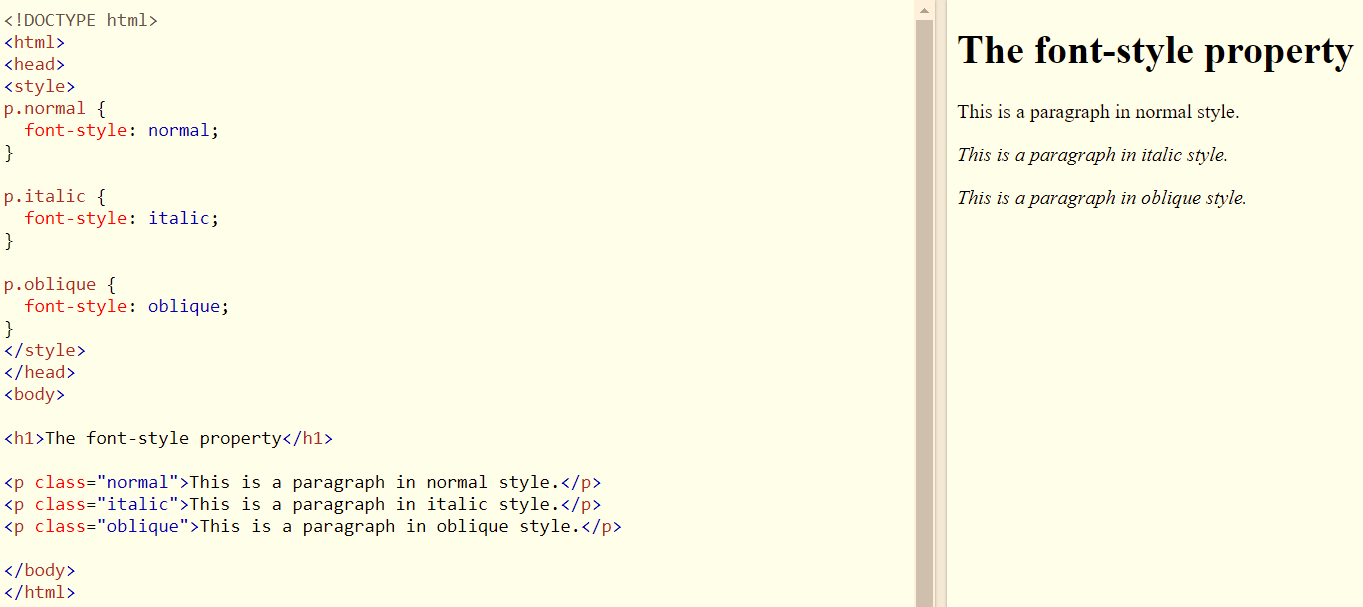 <!DOCTYPE html>
<html>
<head>
<style>
p.normal {
  font-style: normal;
}

p.italic {
  font-style: italic;
}

p.oblique {
  font-style: oblique;
}
</style>
</head>
<body>

<h1>The font-style property</h1>

<p class="normal">This is a paragraph in normal style.</p>
<p class="italic">This is a paragraph in italic style.</p>
<p class="oblique">This is a paragraph in oblique style.</p>

</body>
</html>
The font-style property
This is a paragraph in normal style.
This is a paragraph in italic style.
This is a paragraph in oblique style.